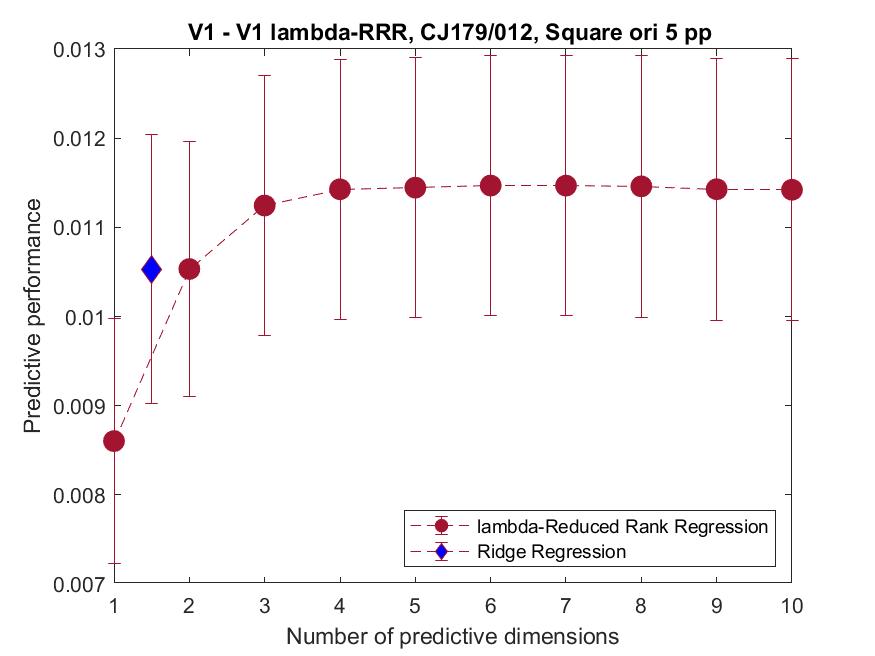 V1 - V1 lambda-RRR, CJ179/012, Square ori 5 pp
0.013
0.012
0.011
0.01
0.009
0.008
0.007
Predictive performance
lambda-Reduced Rank Regression
Ridge Regression
1 2 3 4 5 6 7 8 9 10
Number of predictive dimensions